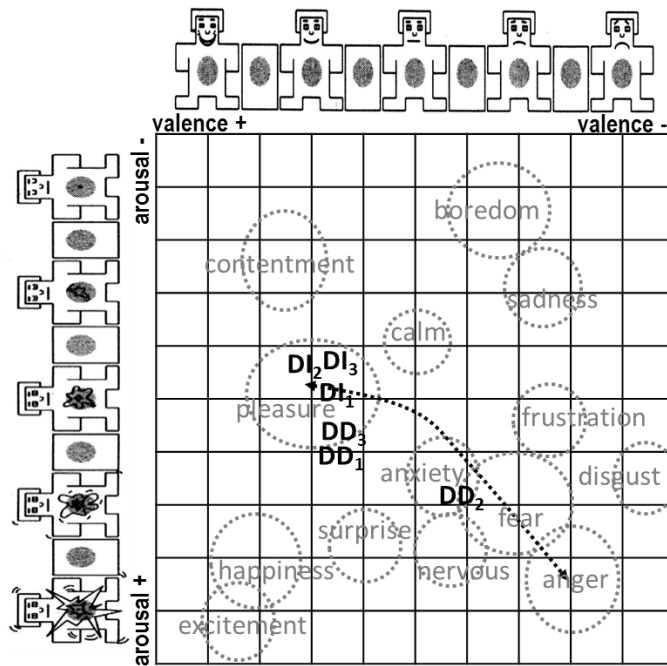 valence +
valence -
arousal -
boredom
contentment
sadness
calm
DI₂ DI₃
DI₁
pleasure
frustration
DD₃
DD₁
anxiety
disgust
DD₂
fear
surprise
happiness
nervous
anger
excitement
arousal +